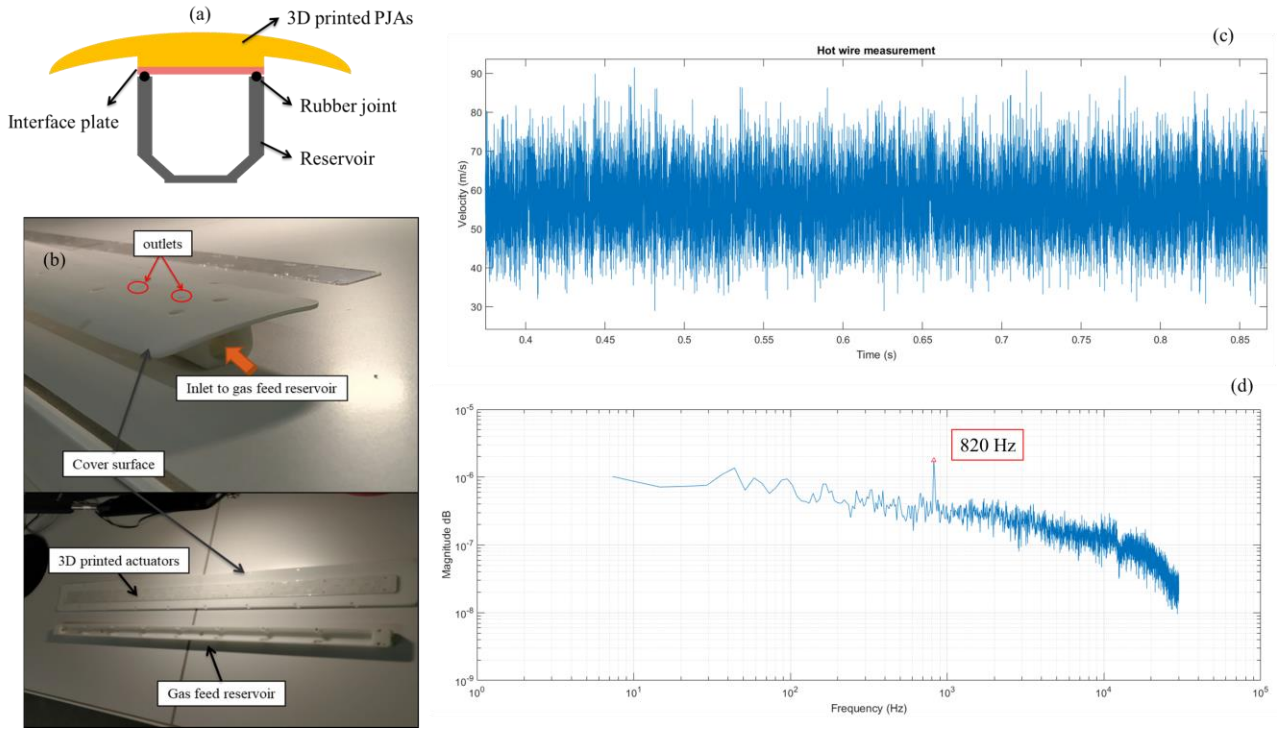 (a)
3D printed PJAs
Rubber joint
Interface plate
Reservoir
(b)
outlets
Inlet to gas feed reservoir
Cover surface
3D printed actuators
Gas feed reservoir
(c)
Hot wire measurement
Velocity (m/s)
90
80
70
60
50
40
30
0.4 0.45 0.5 0.55 0.6 0.65 0.7 0.75 0.8 0.85
Time (s)
(d)
820 Hz
Magnitude dB
10^-5
10^-6
10^-7
10^-8
10^-9
10^0 10^1 10^2 10^3 10^4 10^5
Frequency (Hz)